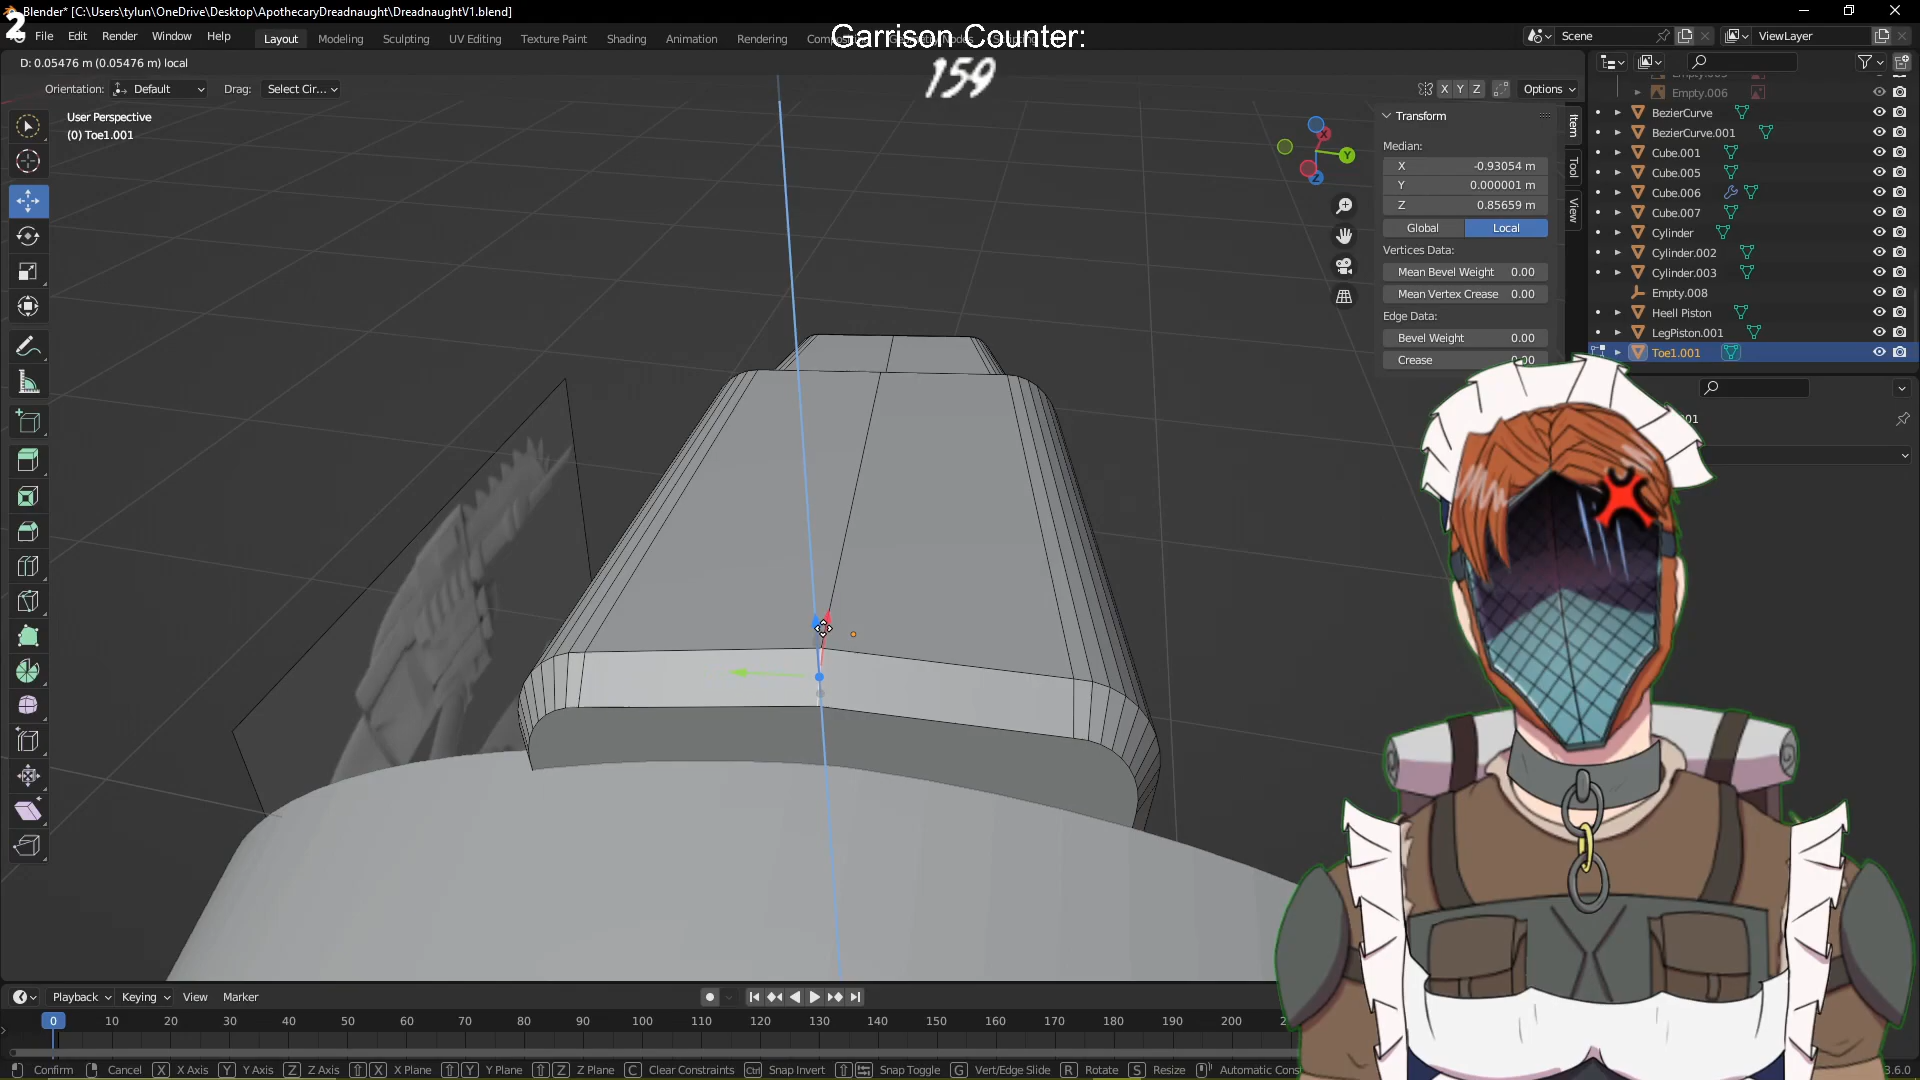 2
Blender* [C:\Users\tylun\OneDrive\Desktop\ApothecaryDreadnaught\DreadnaughtV1.blend]
Garrison Counter:
159
File Edit Render Window Help
Layout Modeling Sculpting UV Editing Texture Paint Shading Animation Rendering
Scene
ViewLayer
D: 0.05476 m (0.05476 m) local
Orientation: Default Drag: Select Cir...
X Y Z Options
User Perspective
(0) Toe1.001
X
Y
Z
Transform
Median:
X -0.93054 m
Y 0.000001 m
Z 0.85659 m
Global Local
Vertices Data:
Mean Bevel Weight 0.00
Mean Vertex Crease 0.00
Edge Data:
Bevel Weight 0.00
Crease 0.00
Item
Tool
View
Empty.006
BezierCurve
BezierCurve.001
Cube.001
Cube.005
Cube.006
Cube.007
Cylinder
Cylinder.002
Cylinder.003
Empty.008
Heell Piston
LegPiston.001
Toe1.001
Playback Keying View Marker
0 10 20 30 40 50 60 70 80 90 100 110 120 130 140 150 160 170 180 190 200
Confirm Cancel X X Axis Y Y Axis Z Z Axis X X Plane Y Y Plane Z Z Plane C Clear Constraints Ctrl Snap Invert Snap Toggle G Vert/Edge Slide R Rotate S Resize Automatic Cons
3.6.0